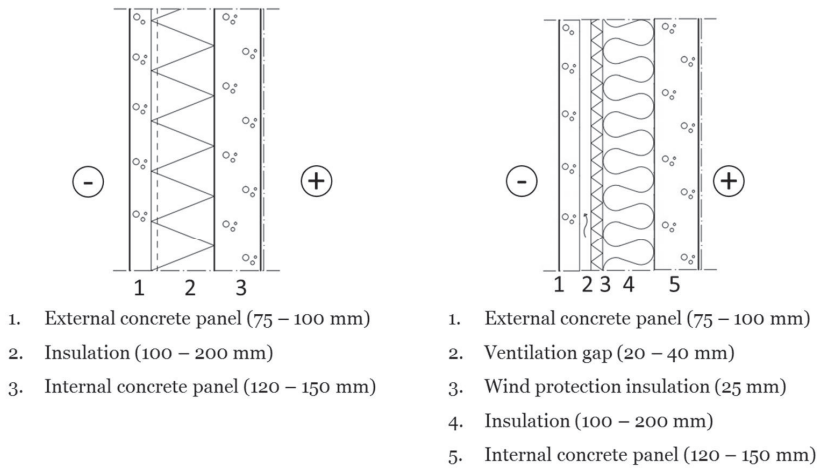 - + - +
1 2 3 1 2 3 4 5
1. External concrete panel (75 – 100 mm)
2. Insulation (100 – 200 mm)
3. Internal concrete panel (120 – 150 mm)
1. External concrete panel (75 – 100 mm)
2. Ventilation gap (20 – 40 mm)
3. Wind protection insulation (25 mm)
4. Insulation (100 – 200 mm)
5. Internal concrete panel (120 – 150 mm)